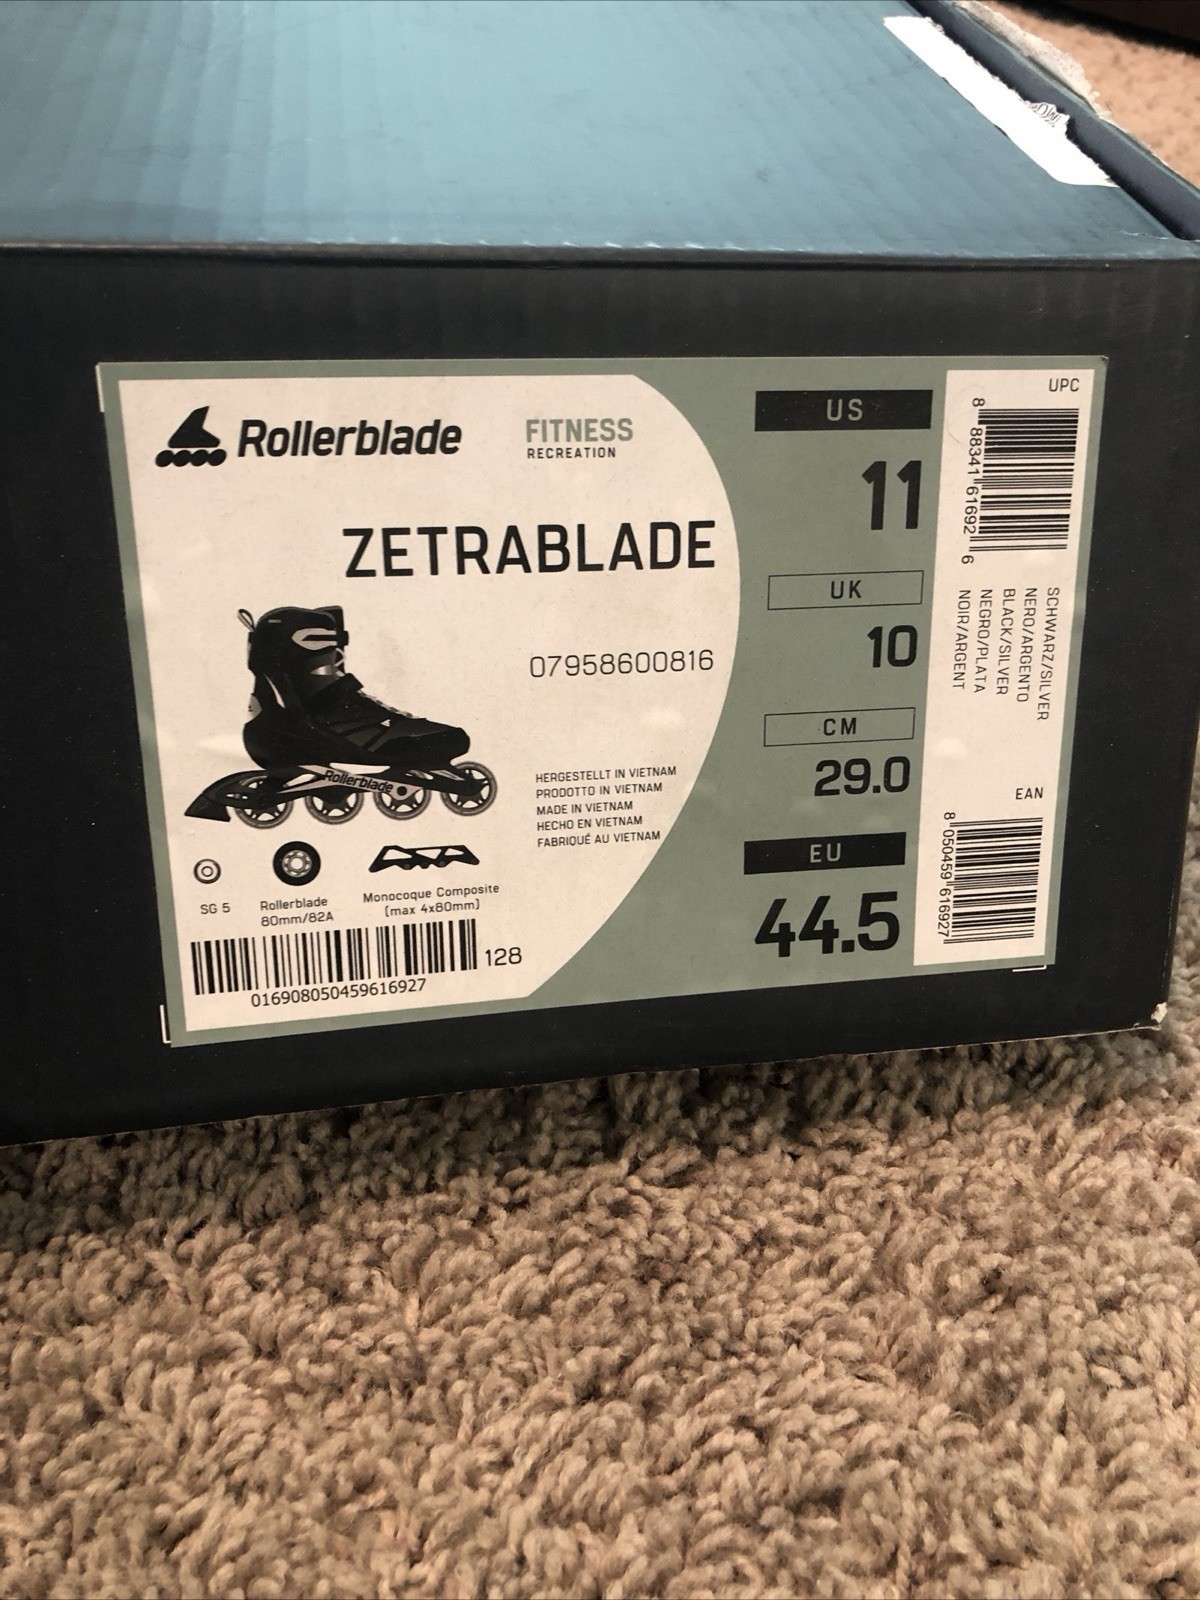 Rollerblade
FITNESS
RECREATION
ZETRABLADE
07958600816
Rollerblade
HERGESTELLT IN VIETNAM
PRODOTTO IN VIETNAM
MADE IN VIETNAM
HECHO EN VIETNAM
FABRIQUÉ AU VIETNAM
SG 5
Rollerblade
80mm/82A
Monocoque Composite
(max 4x80mm)
128
016908050459616927
US
11
UK
10
CM
29.0
EU
44.5
UPC
8 88341 61692 6
SCHWARZ/SILVER
NERO/ARGENTO
BLACK/SILVER
NEGRO/PLATA
NOIR/ARGENT
EAN
8 050459 616927